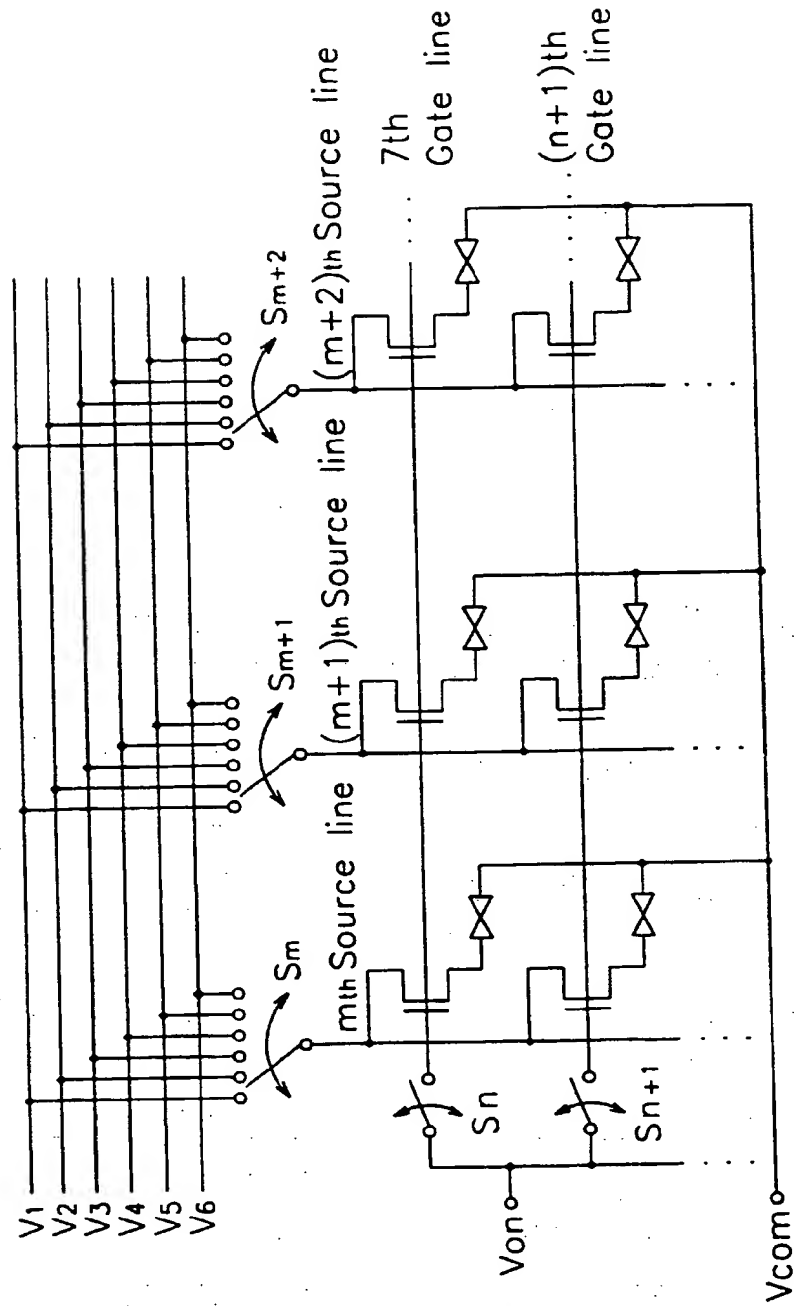 V1
V2
V3
V4
V5
V6
Sm
Sm+1
Sm+2
mth Source line
(m+1)th Source line
(m+2)th Source line
7th
Gate line
(n+1)th
Gate line
Sn
Sn+1
Von
Vcom